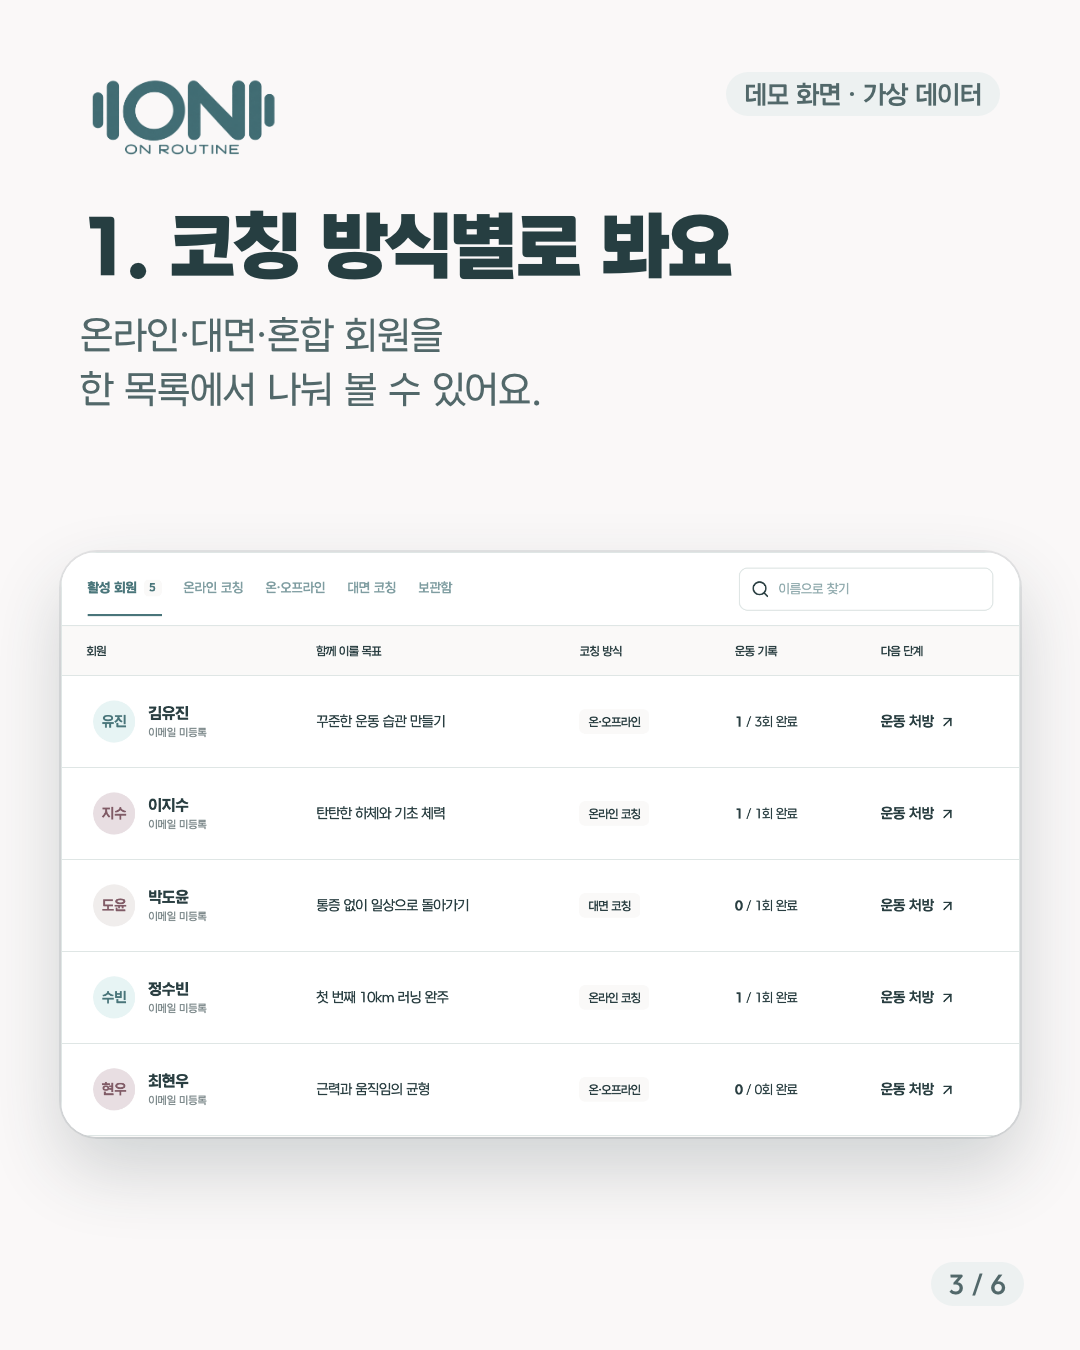 ION
ON ROUTINE
데모 화면 · 가상 데이터
1. 코칭 방식별로 봐요
온라인·대면·혼합 회원을
한 목록에서 나눠 볼 수 있어요.
활성 회원 5 온라인 코칭 온·오프라인 대면 코칭 보관함 이름으로 찾기
회원 함께 이룰 목표 코칭 방식 운동 기록 다음 단계
유진 김유진 이메일 미등록 꾸준한 운동 습관 만들기 온·오프라인 1 / 3회 완료 운동 처방
지수 이지수 이메일 미등록 탄탄한 하체와 기초 체력 온라인 코칭 1 / 1회 완료 운동 처방
도윤 박도윤 이메일 미등록 통증 없이 일상으로 돌아가기 대면 코칭 0 / 1회 완료 운동 처방
수빈 정수빈 이메일 미등록 첫 번째 10km 러닝 완주 온라인 코칭 1 / 1회 완료 운동 처방
현우 최현우 이메일 미등록 근력과 움직임의 균형 온·오프라인 0 / 0회 완료 운동 처방
3 / 6